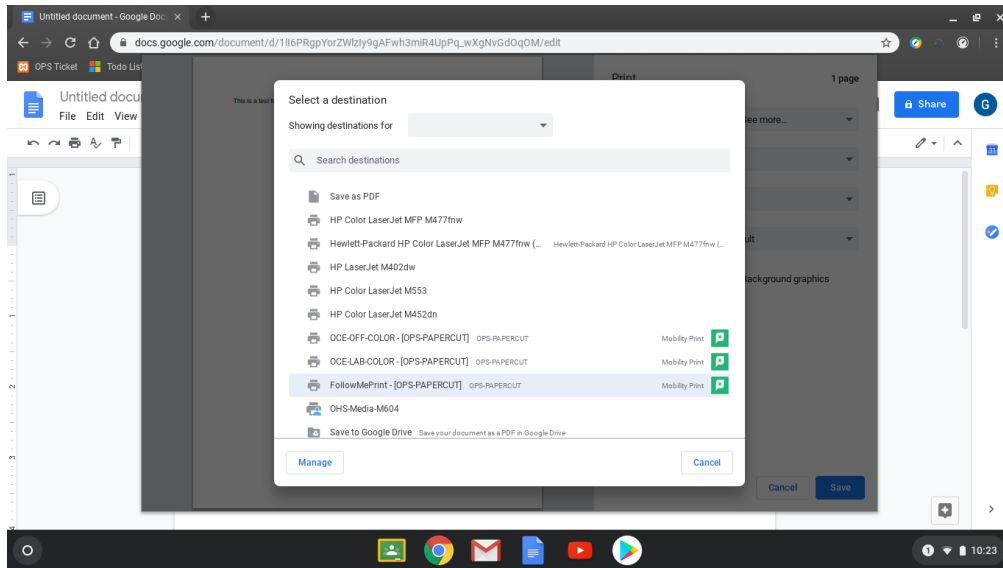 Untitled document - Google Doc
docs.google.com/document/d/1lI6PRgpYorZWlzIy9gAFwh3miR4UpPq_wXgNvGdOqOM/edit
OPS Ticket Todo List
Print 1 page
Untitled docu
File Edit View
Share
G
This is a test
Select a destination
Showing destinations for
See more...
Search destinations
31
Save as PDF
HP Color LaserJet MFP M477fnw
Hewlett-Packard HP Color LaserJet MFP M477fnw (... Hewlett-Packard HP Color LaserJet MFP M477fnw (...
ult
HP LaserJet M402dw
Background graphics
HP Color LaserJet M553
HP Color LaserJet M452dn
OCE-OFF-COLOR - [OPS-PAPERCUT] OPS-PAPERCUT Mobility Print
OCE-LAB-COLOR - [OPS-PAPERCUT] OPS-PAPERCUT Mobility Print
FollowMePrint - [OPS-PAPERCUT] OPS-PAPERCUT Mobility Print
OHS-Media-M604
Save to Google Drive Save your document as a PDF in Google Drive
Manage Cancel
Cancel Save
1 10:23